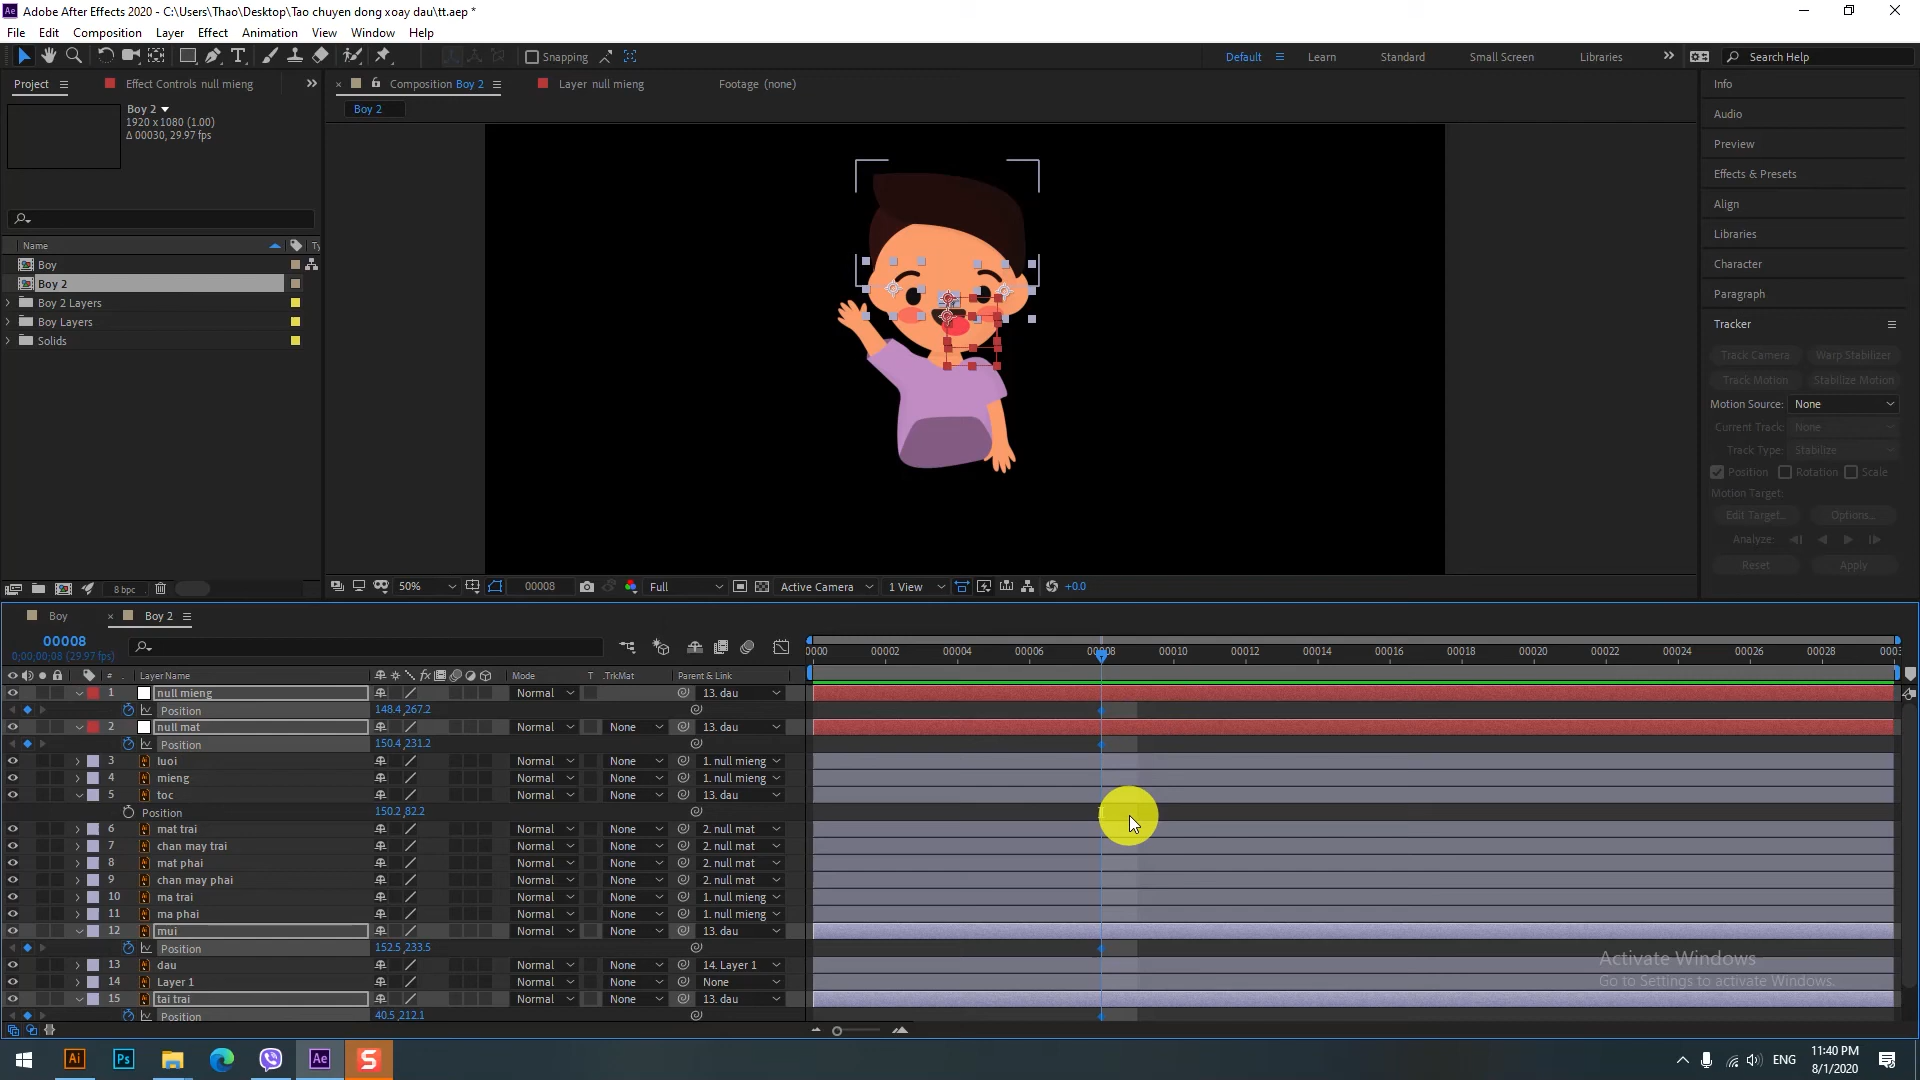 Adobe After Effects 2020 - C:\Users\Thao\Desktop\Tao chuyen dong xoay dau\tt.aep *
File Edit Composition Layer Effect Animation View Window Help
Snapping
Default Learn Standard Small Screen Libraries Search Help
Project Effect Controls null mieng
Composition Boy 2 Layer null mieng Footage (none)
Boy 2
1920 x 1080 (1.00)
Δ 00030, 29.97 fps
Boy 2
Name Ty
Boy
Boy 2
Boy 2 Layers
Boy Layers
Solids
8 bpc
50% 00008 Full Active Camera 1 View +0.0
Info
Audio
Preview
Effects & Presets
Align
Libraries
Character
Paragraph
Tracker
Track Camera Warp Stabilizer
Track Motion Stabilize Motion
Motion Source: None
Current Track: None
Track Type: Stabilize
Position Rotation Scale
Motion Target:
Edit Target... Options...
Analyze:
Reset Apply
Boy Boy 2
00008
0;00;00;08 (29.97 fps)
0000 00002 00004 00006 00008 00010 00012 00014 00016 00018 00020 00022 00024 00026 00028 0003
# Layer Name Mode T .TrkMat Parent & Link
1 null mieng Normal 13. dau
Position 148.4,267.2
2 null mat Normal None 13. dau
Position 150.4,231.2
3 luoi Normal None 1. null mieng
4 mieng Normal None 1. null mieng
5 toc Normal None 13. dau
Position 150.2,82.2
6 mat trai Normal None 2. null mat
7 chan may trai Normal None 2. null mat
8 mat phai Normal None 2. null mat
9 chan may phai Normal None 2. null mat
10 ma trai Normal None 1. null mieng
11 ma phai Normal None 1. null mieng
12 mui Normal None 13. dau
Position 152.5,233.5
13 dau Normal None 14. Layer 1
14 Layer 1 Normal None None
15 tai trai Normal None 13. dau
Position 40.5,212.1
Activate Windows
Go to Settings to activate Windows.
Ai Ps Ae S
ENG
11:40 PM
8/1/2020